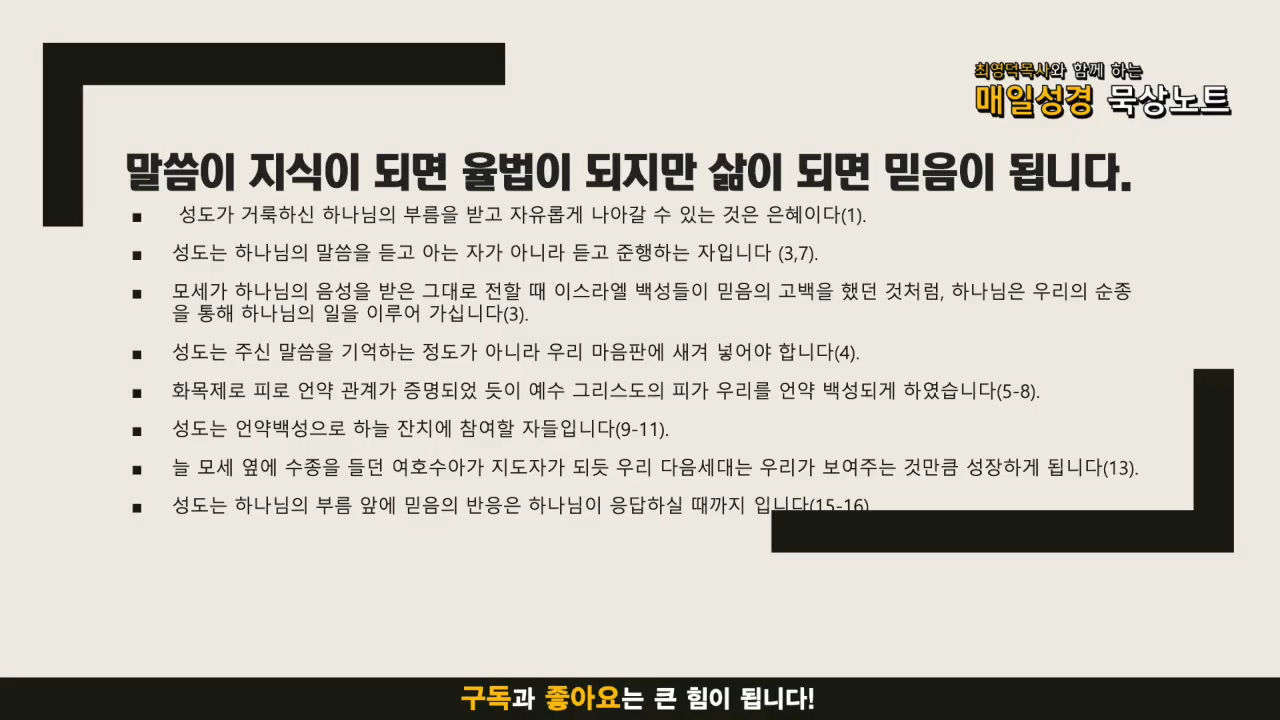 최영덕목사와 함께 하는
매일성경 묵상노트
말씀이 지식이 되면 율법이 되지만 삶이 되면 믿음이 됩니다.
■ 성도가 거룩하신 하나님의 부름을 받고 자유롭게 나아갈 수 있는 것은 은혜이다(1).
■ 성도는 하나님의 말씀을 듣고 아는 자가 아니라 듣고 준행하는 자입니다 (3,7).
■ 모세가 하나님의 음성을 받은 그대로 전할 때 이스라엘 백성들이 믿음의 고백을 했던 것처럼, 하나님은 우리의 순종
을 통해 하나님의 일을 이루어 가십니다(3).
■ 성도는 주신 말씀을 기억하는 정도가 아니라 우리 마음판에 새겨 넣어야 합니다(4).
■ 화목제로 피로 언약 관계가 증명되었 듯이 예수 그리스도의 피가 우리를 언약 백성되게 하였습니다(5-8).
■ 성도는 언약백성으로 하늘 잔치에 참여할 자들입니다(9-11).
■ 늘 모세 옆에 수종을 들던 여호수아가 지도자가 되듯 우리 다음세대는 우리가 보여주는 것만큼 성장하게 됩니다(13).
■ 성도는 하나님의 부름 앞에 믿음의 반응은 하나님이 응답하실 때까지 입니다(15-16)
구독과 좋아요는 큰 힘이 됩니다!